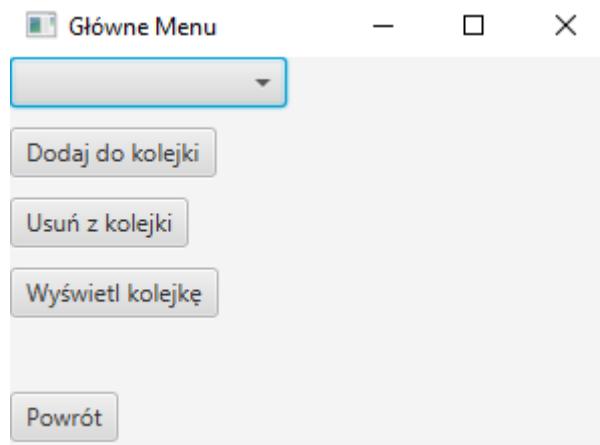 Główne Menu
Dodaj do kolejki
Usuń z kolejki
Wyświetl kolejkę
Powrót